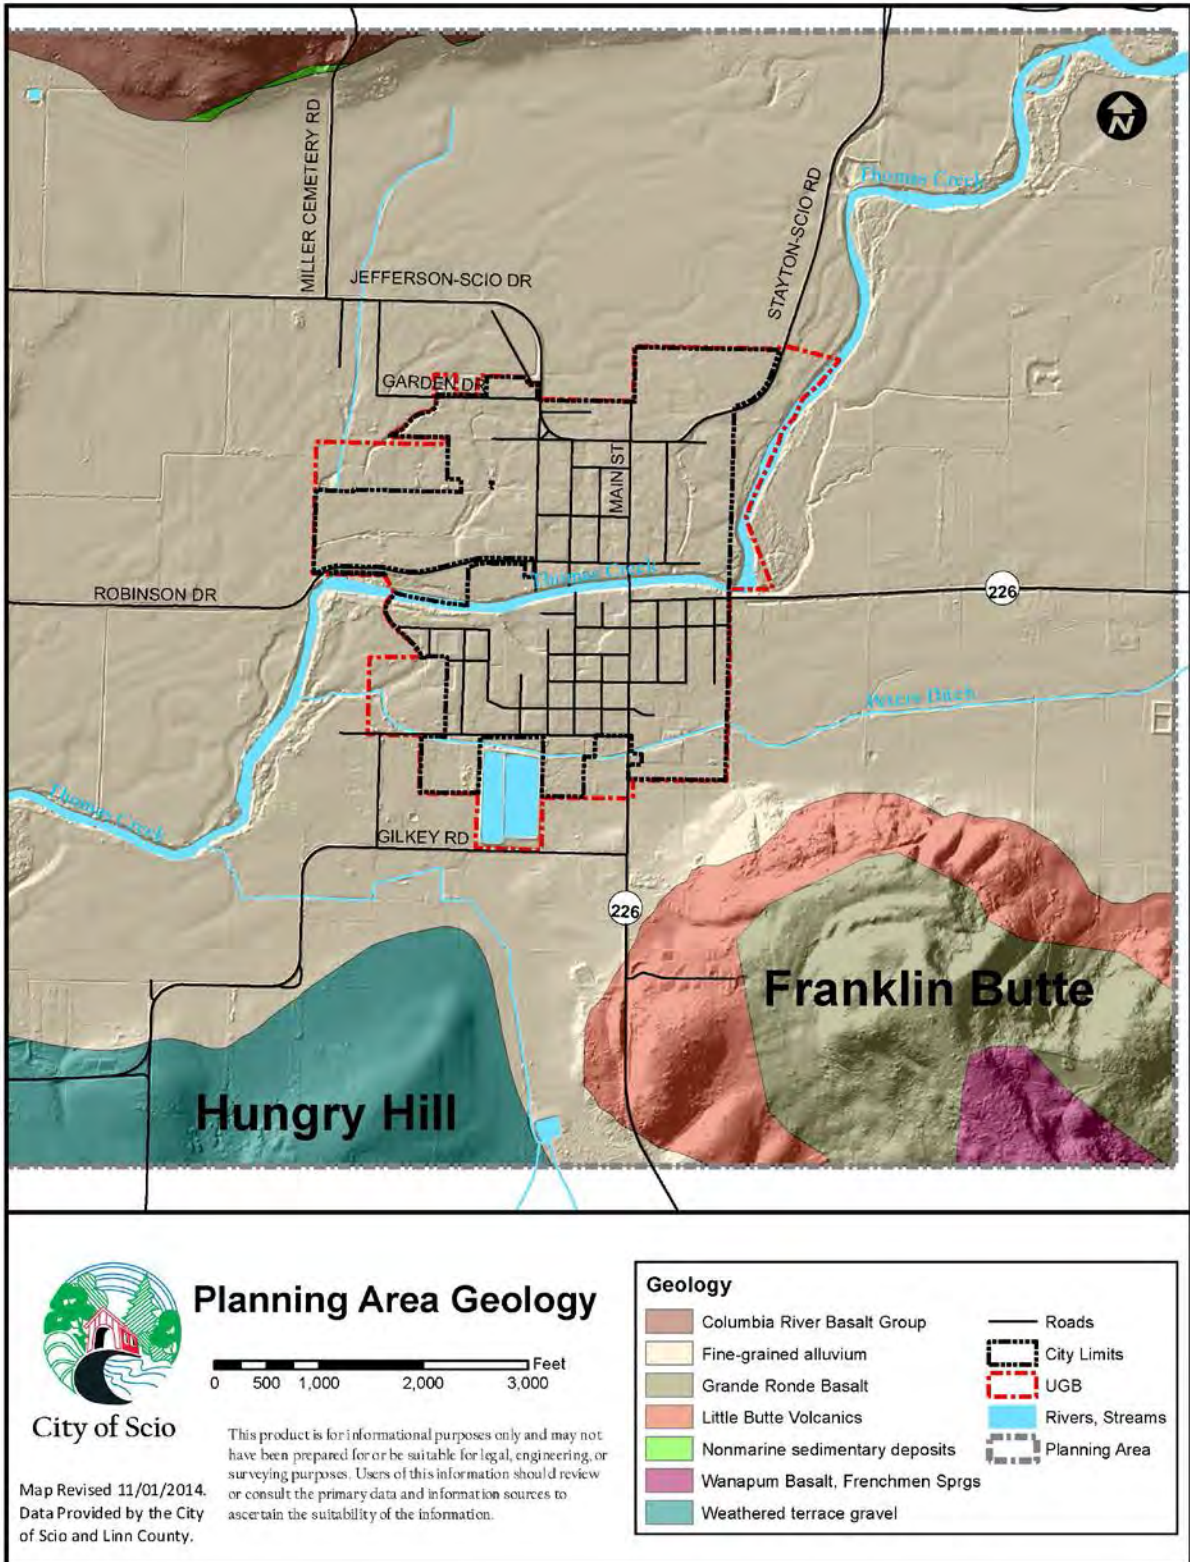 N
Thomas Creek
MILLER CEMETERY RD
STAYTON-SCIO RD
JEFFERSON-SCIO DR
GARDEN DR
MAIN ST
Thomas Creek
ROBINSON DR
226
Peters Ditch
Thomas Creek
GILKEY RD
226
Franklin Butte
Hungry Hill
City of Scio
Map Revised 11/01/2014.
Data Provided by the City
of Scio and Linn County.
Planning Area Geology
Feet
0 500 1,000 2,000 3,000
This product is for informational purposes only and may not
have been prepared for or be suitable for legal, engineering, or
surveying purposes. Users of this information should review
or consult the primary data and information sources to
ascertain the suitability of the information.
Geology
Columbia River Basalt Group
Fine-grained alluvium
Grande Ronde Basalt
Little Butte Volcanics
Nonmarine sedimentary deposits
Wanapum Basalt, Frenchmen Sprgs
Weathered terrace gravel
Roads
City Limits
UGB
Rivers, Streams
Planning Area